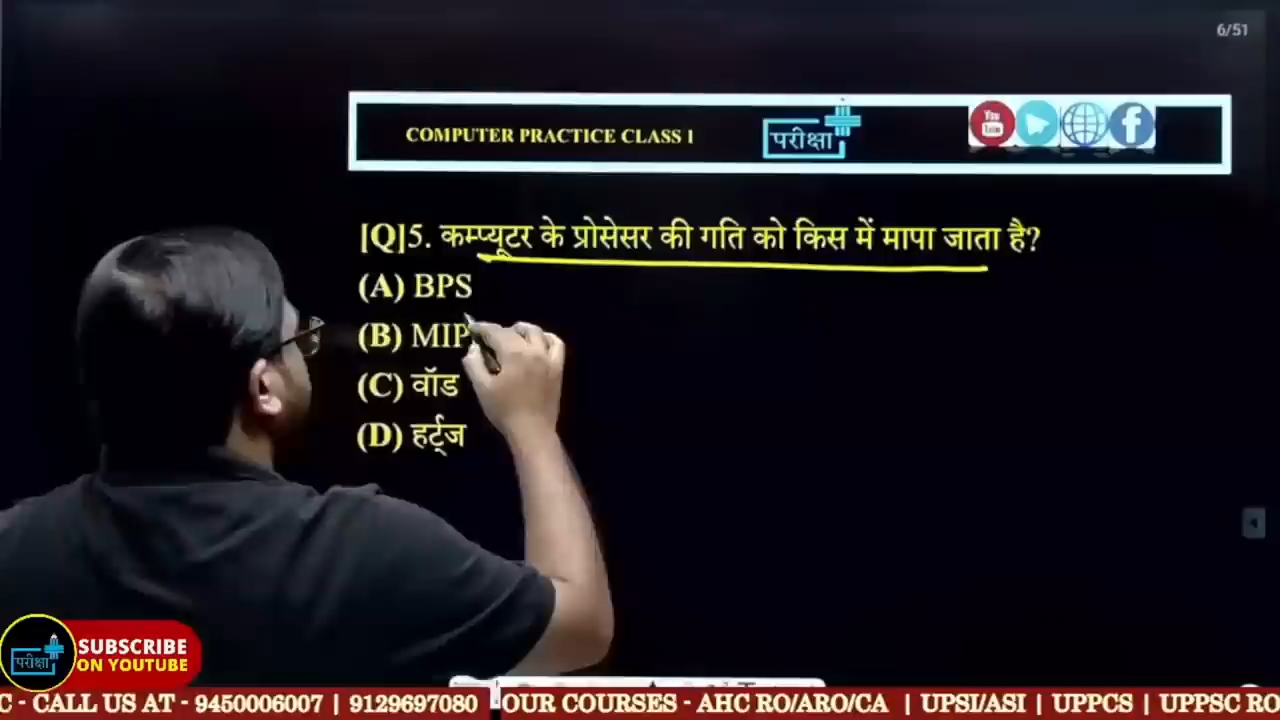 6/51
COMPUTER PRACTICE CLASS 1
परीक्षा
You
Tube
[Q]5. कम्प्यूटर के प्रोसेसर की गति को किस में मापा जाता है?
(A) BPS
(B) MIP
(C) वॉड
(D) हर्ट्ज
परीक्षा
SUBSCRIBE
ON YOUTUBE
C - CALL US AT - 9450006007 | 9129697080 OUR COURSES - AHC RO/ARO/CA | UPSI/ASI | UPPCS | UPPSC RO